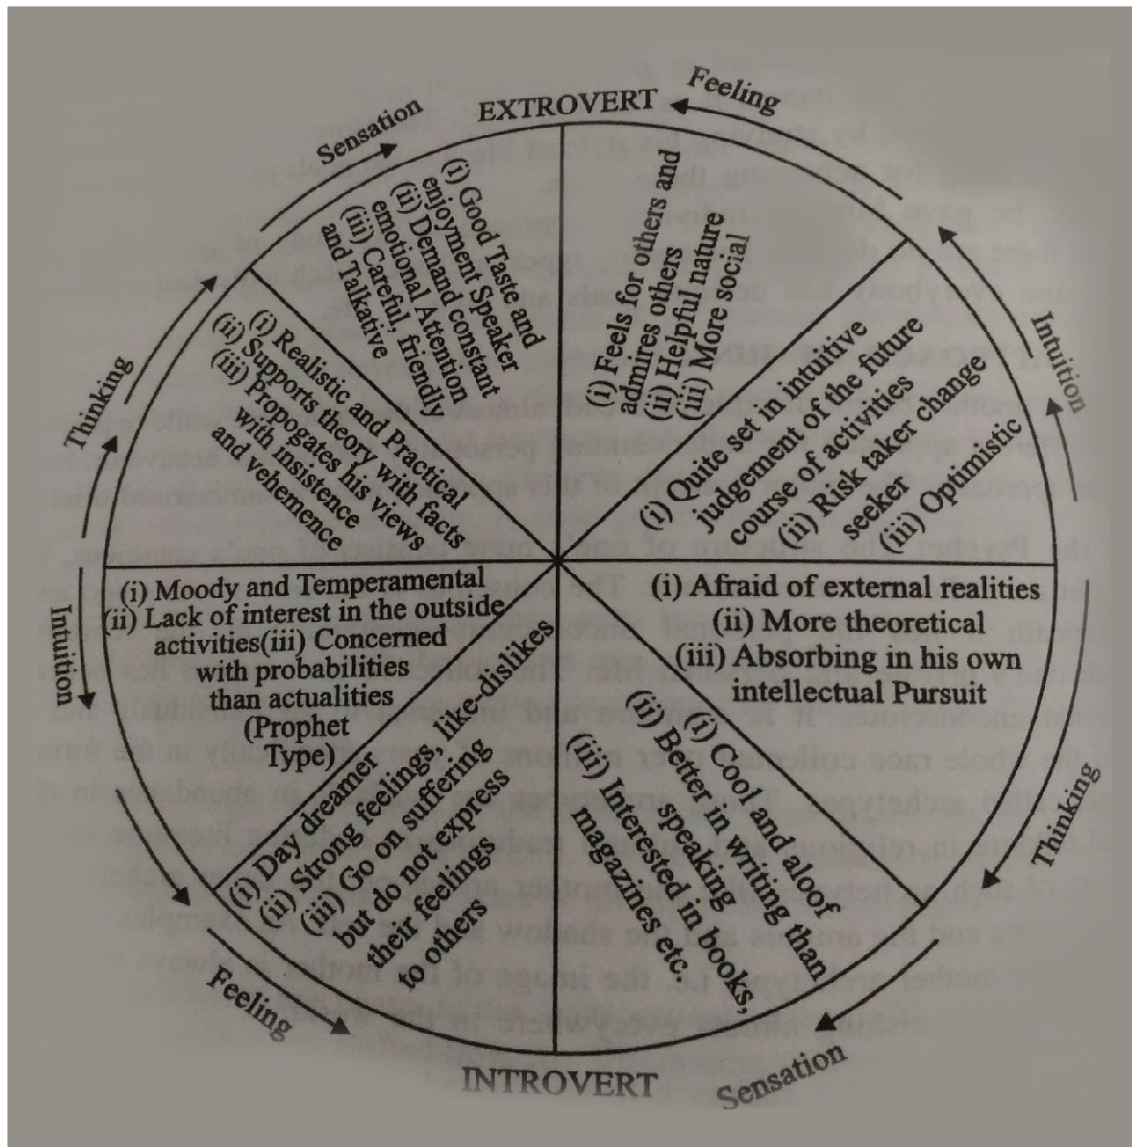 EXTROVERT
Feeling
Sensation
(i) Good Taste and
enjoyment Speaker
(ii) Demand constant
emotional Attention
(iii) Careful, friendly
and Talkative
(i) Feels for others and
admires others
(ii) Helpful nature
(iii) More social
Intuition
(i) Quite set in intuitive
judgement of the future
course of activities
(ii) Risk taker change
seeker
(iii) Optimistic
Thinking
(i) Realistic and Practical
(ii) Supports theory with facts
(iii) Propogates his views
with insistence
and vehemence
Intuition
(i) Moody and Temperamental
(ii) Lack of interest in the outside
activities(iii) Concerned
with probabilities
than actualities
(Prophet
Type)
(i) Afraid of external realities
(ii) More theoretical
(iii) Absorbing in his own
intellectual Pursuit
Thinking
(i) Day dreamer
(ii) Strong feelings, like-dislikes
(iii) Go on suffering
but do not express
their feelings
to others
Feeling
(i) Cool and aloof
(ii) Better in writing than
speaking
(iii) Interested in books,
magazines etc.
Sensation
INTROVERT